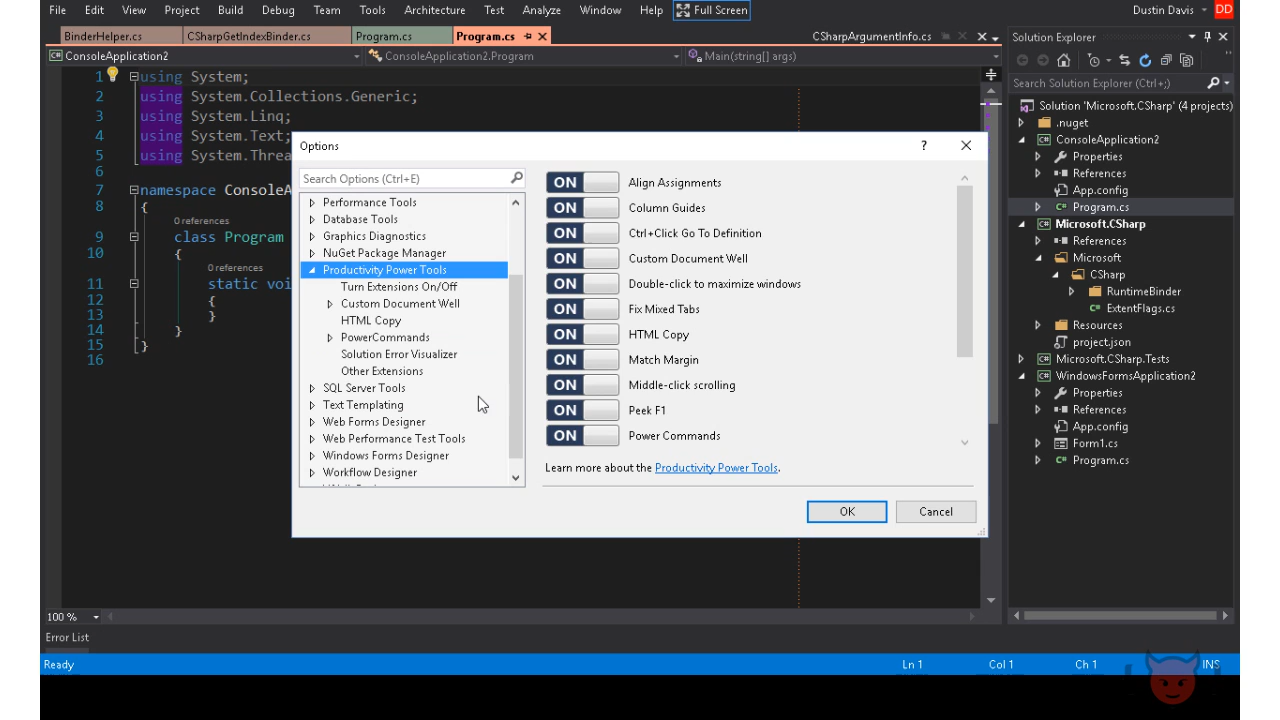 File Edit View Project Build Debug Team Tools Architecture Test Analyze Window Help Full Screen Dustin Davis DD
BinderHelper.cs CSharpGetIndexBinder.cs Program.cs Program.cs CSharpArgumentInfo.cs
ConsoleApplication2 ConsoleApplication2.Program Main(string[] args)
1 using System;
2 using System.Collections.Generic;
3 using System.Linq;
4 using System.Text;
5 using System.Threa
6
7 namespace ConsoleA
8 {
0 references
9 class Program
10 {
0 references
11 static voi
12 {
13 }
14 }
15 }
16
Options
?
Search Options (Ctrl+E)
Performance Tools
Database Tools
Graphics Diagnostics
NuGet Package Manager
Productivity Power Tools
Turn Extensions On/Off
Custom Document Well
HTML Copy
PowerCommands
Solution Error Visualizer
Other Extensions
SQL Server Tools
Text Templating
Web Forms Designer
Web Performance Test Tools
Windows Forms Designer
Workflow Designer
ON Align Assignments
ON Column Guides
ON Ctrl+Click Go To Definition
ON Custom Document Well
ON Double-click to maximize windows
ON Fix Mixed Tabs
ON HTML Copy
ON Match Margin
ON Middle-click scrolling
ON Peek F1
ON Power Commands
Learn more about the Productivity Power Tools.
OK Cancel
Solution Explorer
Search Solution Explorer (Ctrl+;)
Solution 'Microsoft.CSharp' (4 projects)
.nuget
C# ConsoleApplication2
Properties
References
App.config
C# Program.cs
C# Microsoft.CSharp
References
Microsoft
CSharp
RuntimeBinder
C# ExtentFlags.cs
Resources
project.json
C# Microsoft.CSharp.Tests
C# WindowsFormsApplication2
Properties
References
App.config
Form1.cs
C# Program.cs
100 %
Error List
Ready Ln 1 Col 1 Ch 1 INS